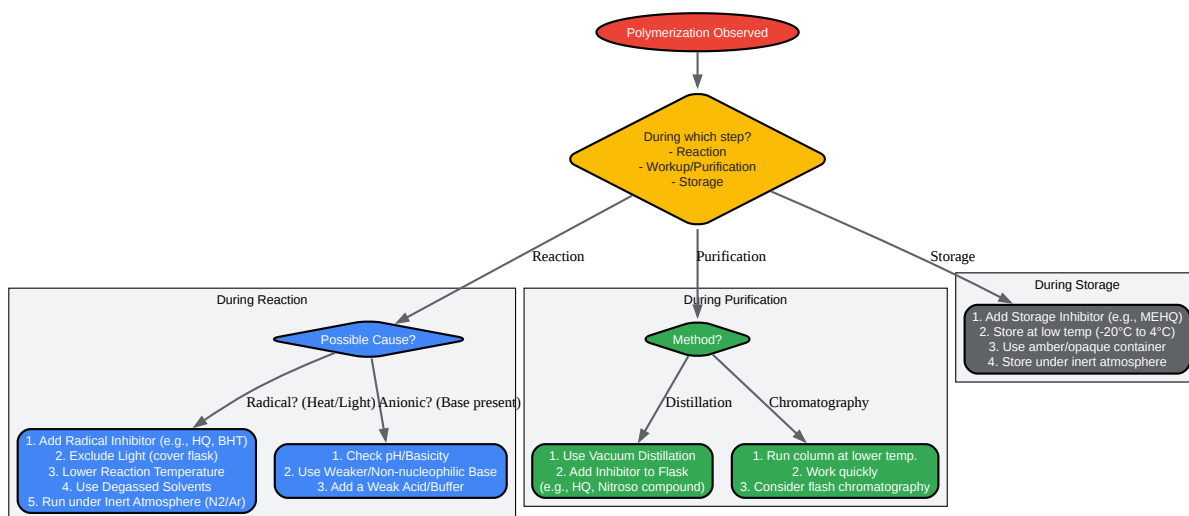 Polymerization Observed
During which step?
- Reaction
- Workup/Purification
- Storage
Reaction
Purification
Storage
During Reaction
Possible Cause?
Radical? (Heat/Light)
Anionic? (Base present)
1. Add Radical Inhibitor (e.g., HQ, BHT)
2. Exclude Light (cover flask)
3. Lower Reaction Temperature
4. Use Degassed Solvents
5. Run under Inert Atmosphere (N2/Ar)
1. Check pH/Basicity
2. Use Weaker/Non-nucleophilic Base
3. Add a Weak Acid/Buffer
During Purification
Method?
Distillation
Chromatography
1. Use Vacuum Distillation
2. Add Inhibitor to Flask
(e.g., HQ, Nitroso compound)
1. Run column at lower temp.
2. Work quickly
3. Consider flash chromatography
During Storage
1. Add Storage Inhibitor (e.g., MEHQ)
2. Store at low temp (-20°C to 4°C)
3. Use amber/opaque container
4. Store under inert atmosphere